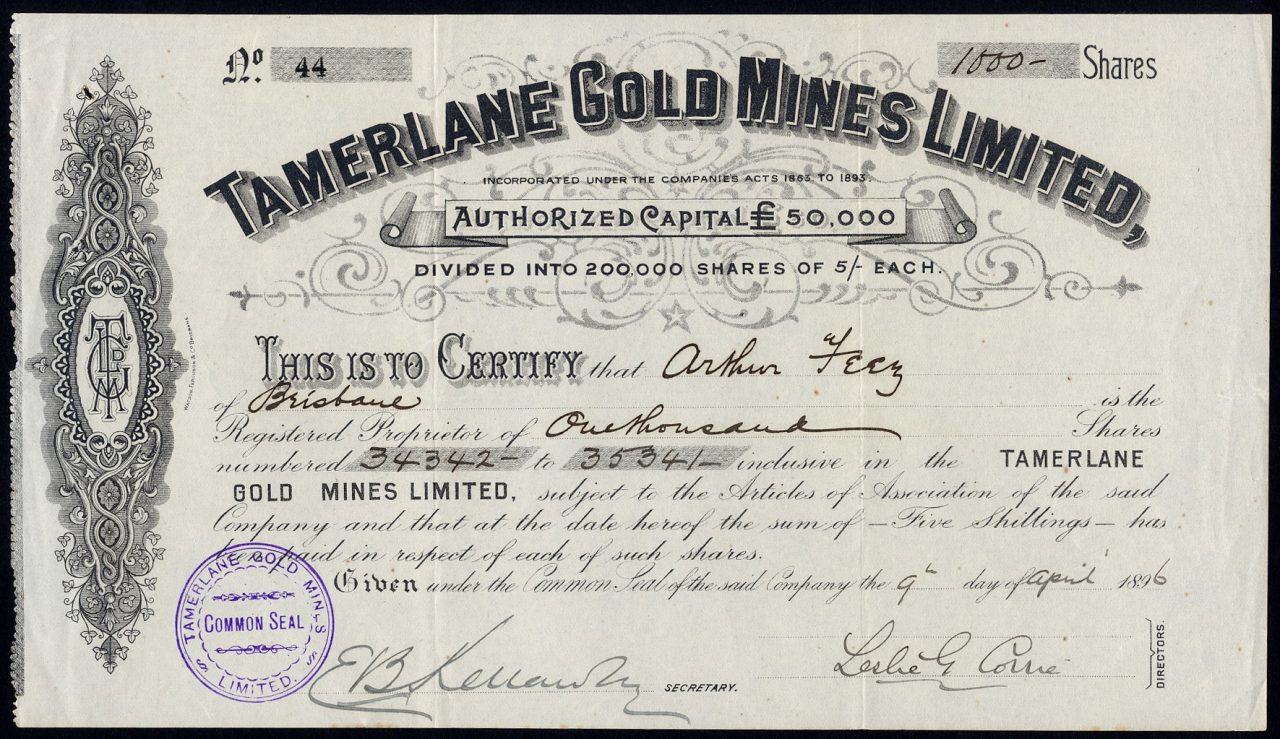 No. 44
1000- Shares
TAMERLANE GOLD MINES LIMITED,
INCORPORATED UNDER THE COMPANIES ACTS 1863 TO 1893.
AUTHORIZED CAPITAL £ 50,000
DIVIDED INTO 200,000 SHARES OF 5/- EACH.
THIS IS TO CERTIFY that Arthur Feez
of Brisbane is the
Registered Proprietor of One thousand Shares
numbered 34342- to 35341- inclusive in the TAMERLANE
GOLD MINES LIMITED, subject to the Articles of Association of the said
Company and that at the date hereof the sum of — Five Shillings — has
been paid in respect of each of such shares.
Given under the Common Seal of the said Company the 9th day of April 1896
TAMERLANE GOLD MINES
COMMON SEAL
LIMITED.
SECRETARY.
Leslie G Corrie
DIRECTORS.